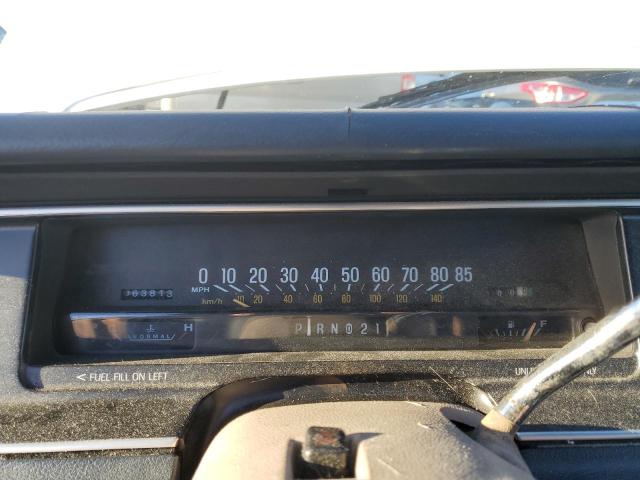 0 10 20 30 40 50 60 70 80 85
MPH
km/h 10 20 40 60 80 100 120 140
63813
H
NORMAL
P R N D 2 1
F
< FUEL FILL ON LEFT